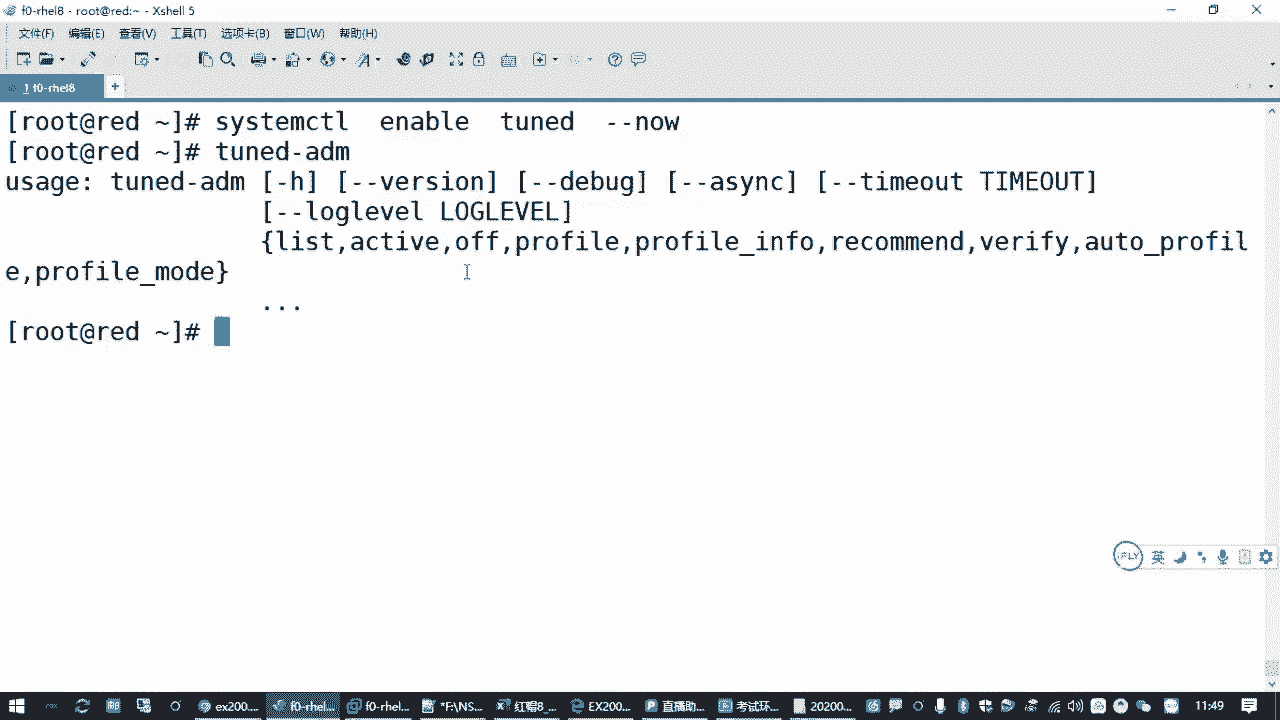 f0-rhel8 - root@red:~ - Xshell 5
文件(F) 编辑(E) 查看(V) 工具(T) 选项卡(B) 窗口(W) 帮助(H)
1 f0-rhel8
[root@red ~]# systemctl  enable  tuned  --now
[root@red ~]# tuned-adm
usage: tuned-adm [-h] [--version] [--debug] [--async] [--timeout TIMEOUT]
                 [--loglevel LOGLEVEL]
                 {list,active,off,profile,profile_info,recommend,verify,auto_profil
e,profile_mode}
                 ...
[root@red ~]#
iFLY 英
ex200.... f0-rhel... f0-rhel... *F:\NS... 红帽8_... EX200... 直播助... 考试环... 20200... 英 11:49